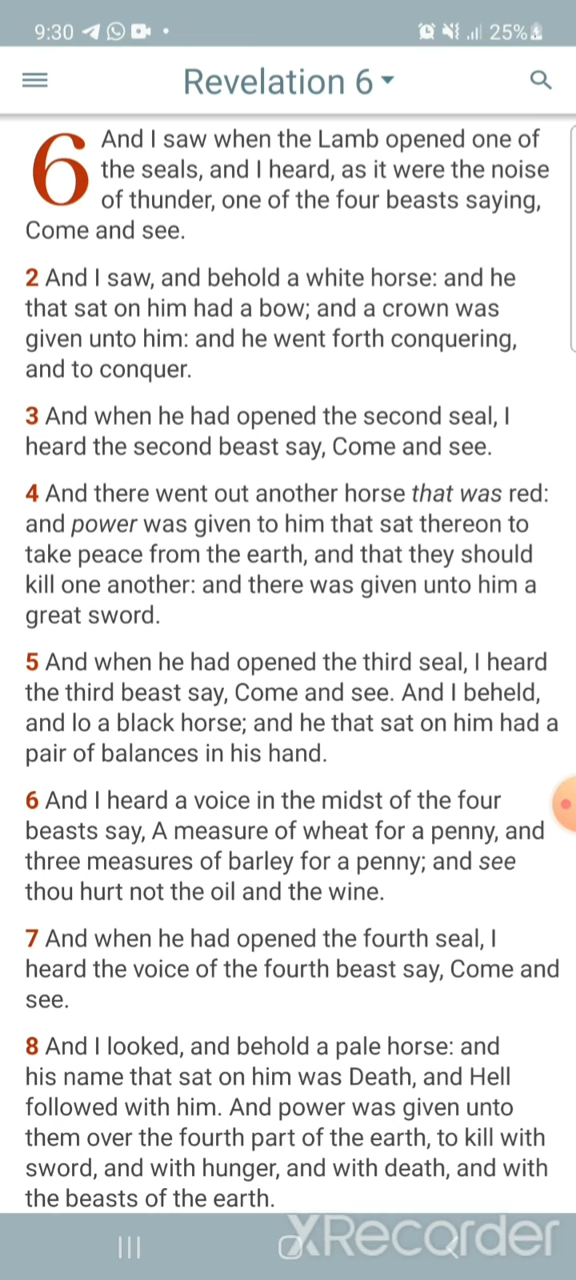 9:30
25%
Revelation 6
6 And I saw when the Lamb opened one of
the seals, and I heard, as it were the noise
of thunder, one of the four beasts saying,
Come and see.
2 And I saw, and behold a white horse: and he
that sat on him had a bow; and a crown was
given unto him: and he went forth conquering,
and to conquer.
3 And when he had opened the second seal, I
heard the second beast say, Come and see.
4 And there went out another horse that was red:
and power was given to him that sat thereon to
take peace from the earth, and that they should
kill one another: and there was given unto him a
great sword.
5 And when he had opened the third seal, I heard
the third beast say, Come and see. And I beheld,
and lo a black horse; and he that sat on him had a
pair of balances in his hand.
6 And I heard a voice in the midst of the four
beasts say, A measure of wheat for a penny, and
three measures of barley for a penny; and see
thou hurt not the oil and the wine.
7 And when he had opened the fourth seal, I
heard the voice of the fourth beast say, Come and
see.
8 And I looked, and behold a pale horse: and
his name that sat on him was Death, and Hell
followed with him. And power was given unto
them over the fourth part of the earth, to kill with
sword, and with hunger, and with death, and with
the beasts of the earth.
XRecorder